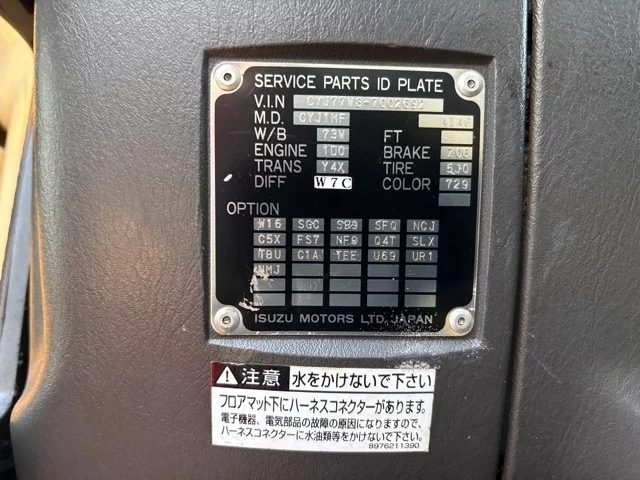 SERVICE PARTS ID PLATE
V.I.N CYJ77W8-7002692
M.D. CYJ1MF
W/B 73W FT
ENGINE 1DO BRAKE ZO6
TRANS Y4X TIRE 5J0
DIFF W7C COLOR 729
OPTION
W16 SGC SB9 SFQ NCJ
C5X FS7 NF9 Q4T SLX
TBU C1A TEE U69 UR1
ISUZU MOTORS LTD. JAPAN
注意 水をかけないで下さい
フロアマット下にハーネスコネクターがあります。
電子機器、電気部品の故障の原因になりますので、
ハーネスコネクターに水油類等をかけないで下さい。
8976211390